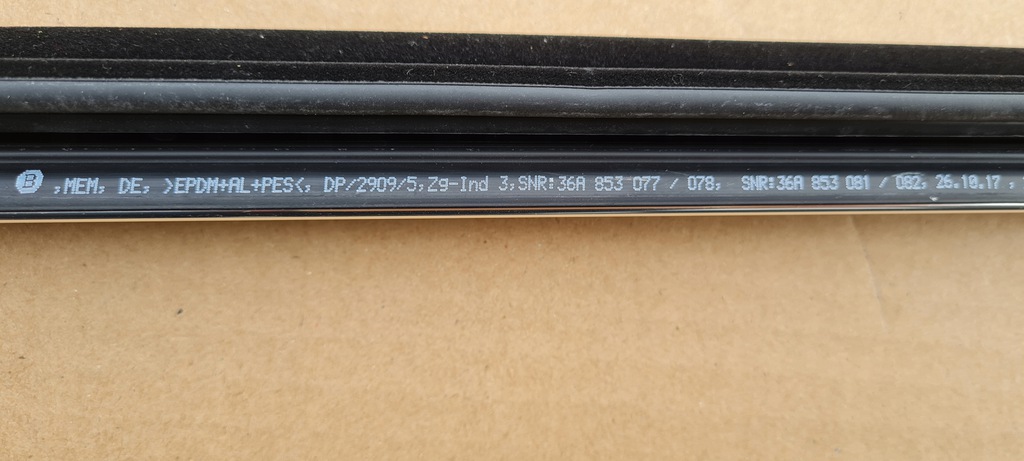 B ,MEM, DE, >EPDM+AL+PES<, DP/2909/5,Zg-Ind 3,SNR:36A 853 077 / 078, SNR:36A 853 081 / 082, 26.10.17 ,